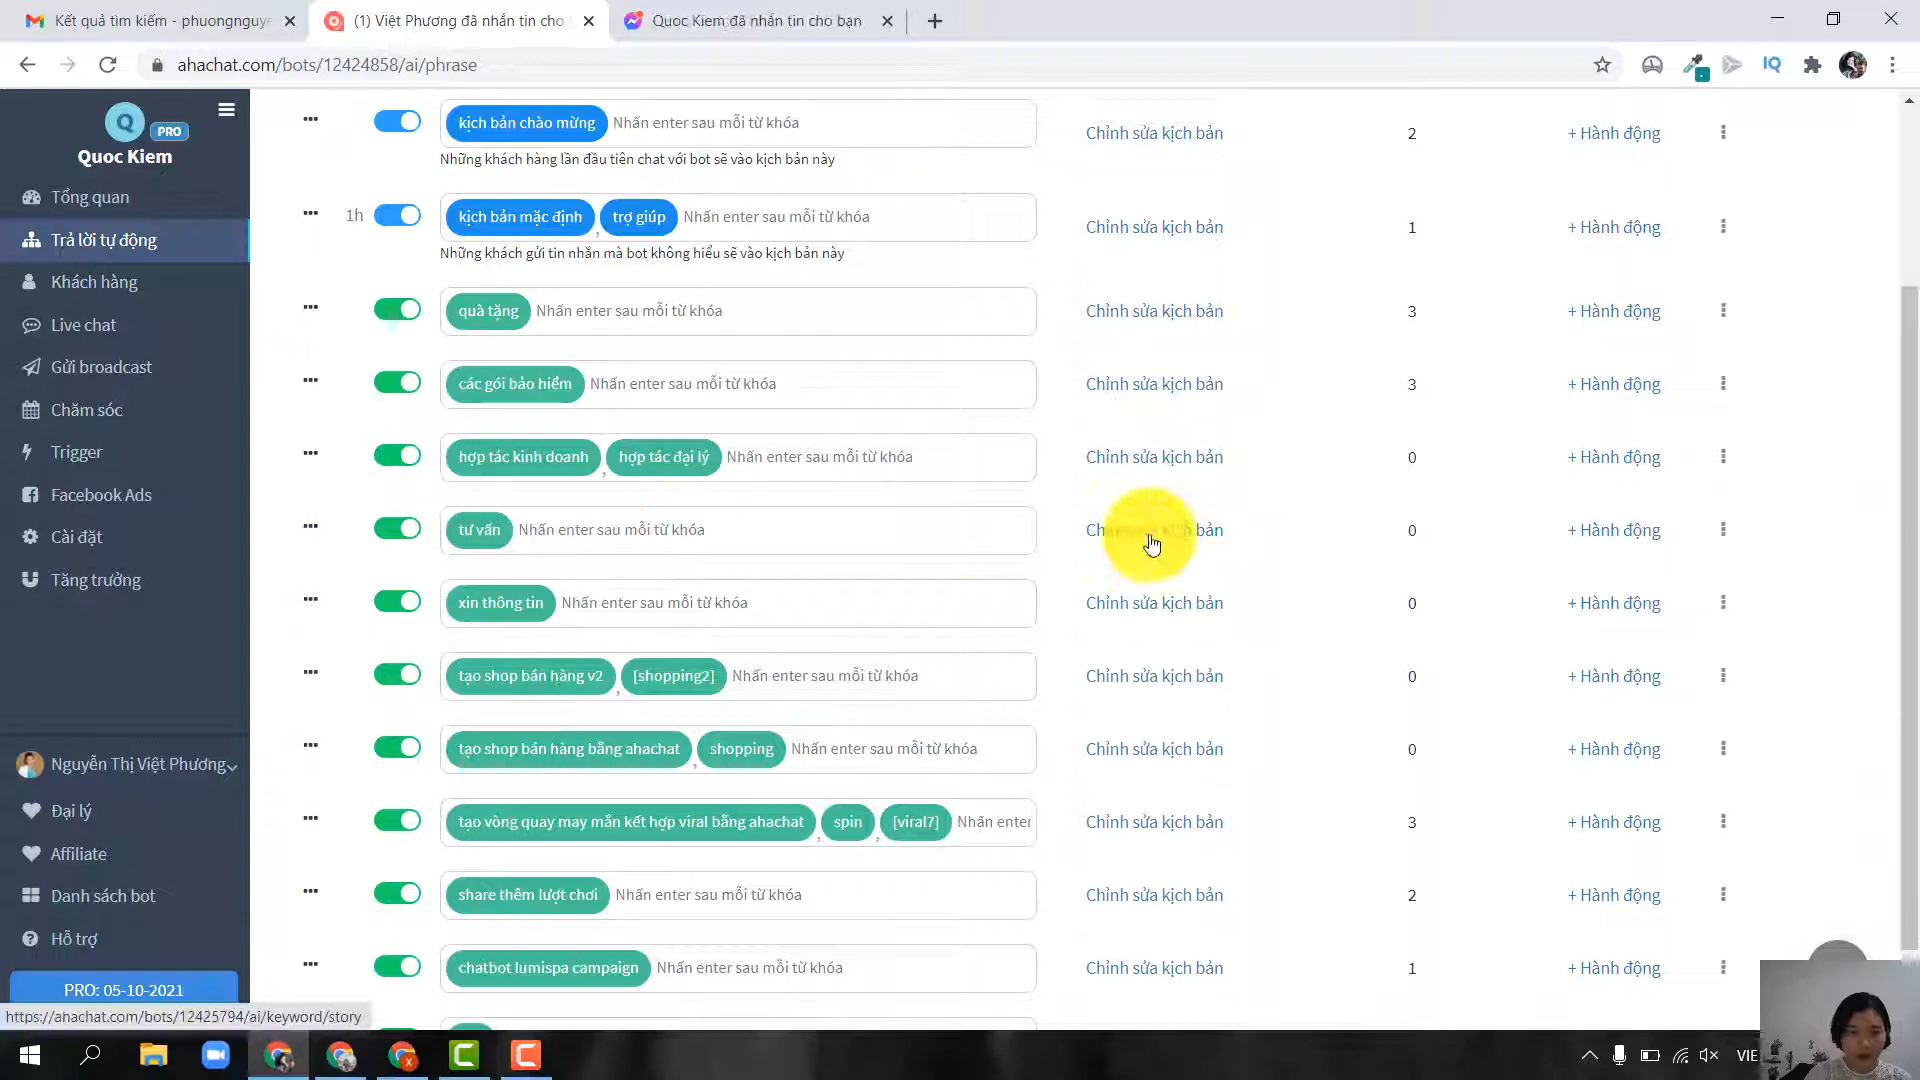 Kết quả tìm kiếm - phuongnguye
(1) Việt Phương đã nhắn tin cho
Quoc Kiem đã nhắn tin cho bạn
ahachat.com/bots/12424858/ai/phrase
IQ
Q
PRO
Quoc Kiem
Tổng quan
Trả lời tự động
Khách hàng
Live chat
Gửi broadcast
Chăm sóc
Trigger
Facebook Ads
Cài đặt
Tăng trưởng
Nguyễn Thị Việt Phương
Đại lý
Affiliate
Danh sách bot
Hỗ trợ
PRO: 05-10-2021
https://ahachat.com/bots/12425794/ai/keyword/story
kịch bản chào mừng Nhấn enter sau mỗi từ khóa Chỉnh sửa kịch bản 2 + Hành động
Những khách hàng lần đầu tiên chat với bot sẽ vào kịch bản này
1h kịch bản mặc định , trợ giúp Nhấn enter sau mỗi từ khóa Chỉnh sửa kịch bản 1 + Hành động
Những khách gửi tin nhắn mà bot không hiểu sẽ vào kịch bản này
quà tặng Nhấn enter sau mỗi từ khóa Chỉnh sửa kịch bản 3 + Hành động
các gói bảo hiểm Nhấn enter sau mỗi từ khóa Chỉnh sửa kịch bản 3 + Hành động
hợp tác kinh doanh , hợp tác đại lý Nhấn enter sau mỗi từ khóa Chỉnh sửa kịch bản 0 + Hành động
tư vấn Nhấn enter sau mỗi từ khóa bản 0 + Hành động
xin thông tin Nhấn enter sau mỗi từ khóa Chỉnh sửa kịch bản 0 + Hành động
tạo shop bán hàng v2 , [shopping2] Nhấn enter sau mỗi từ khóa Chỉnh sửa kịch bản 0 + Hành động
tạo shop bán hàng bằng ahachat , shopping Nhấn enter sau mỗi từ khóa Chỉnh sửa kịch bản 0 + Hành động
tạo vòng quay may mắn kết hợp viral bằng ahachat , spin , [viral7] Nhấn enter Chỉnh sửa kịch bản 3 + Hành động
share thêm lượt chơi Nhấn enter sau mỗi từ khóa Chỉnh sửa kịch bản 2 + Hành động
chatbot lumispa campaign Nhấn enter sau mỗi từ khóa Chỉnh sửa kịch bản 1 + Hành động
VIE